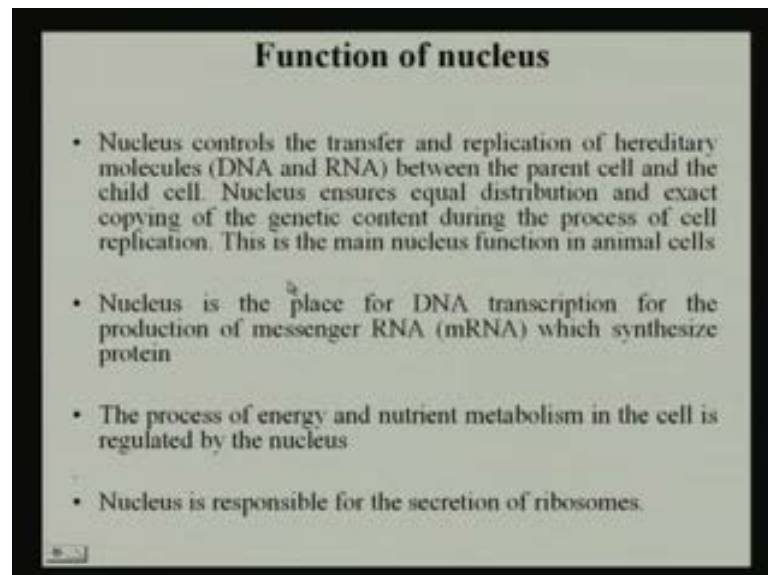 Function of nucleus
• Nucleus controls the transfer and replication of hereditary
molecules (DNA and RNA) between the parent cell and the
child cell. Nucleus ensures equal distribution and exact
copying of the genetic content during the process of cell
replication. This is the main nucleus function in animal cells
• Nucleus is the place for DNA transcription for the
production of messenger RNA (mRNA) which synthesize
protein
• The process of energy and nutrient metabolism in the cell is
regulated by the nucleus
• Nucleus is responsible for the secretion of ribosomes.